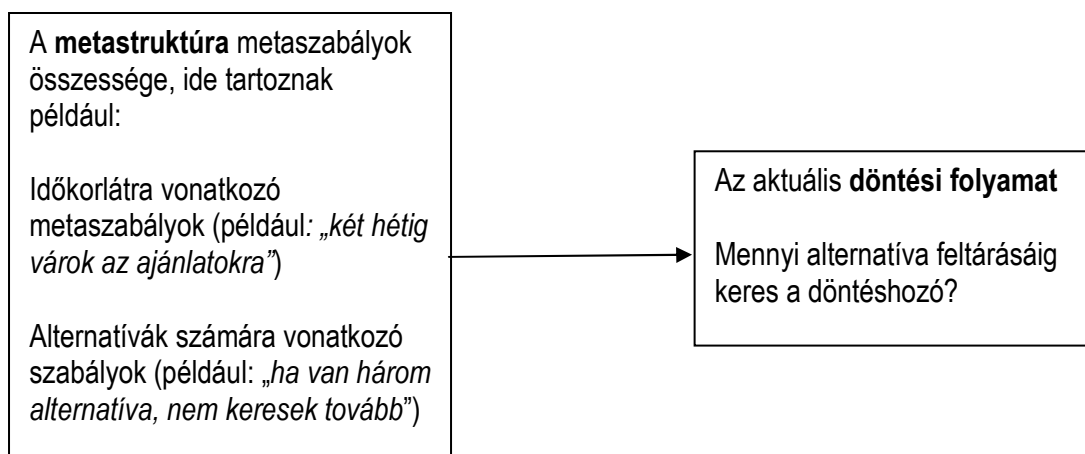 A metastruktúra metaszabályok
összessége, ide tartoznak
például:
Időkorlátra vonatkozó
metaszabályok (például: „két hétig
várok az ajánlatokra”)
Alternatívák számára vonatkozó
szabályok (például: „ha van három
alternatíva, nem keresek tovább”)
Az aktuális döntési folyamat
Mennyi alternatíva feltárásáig
keres a döntéshozó?